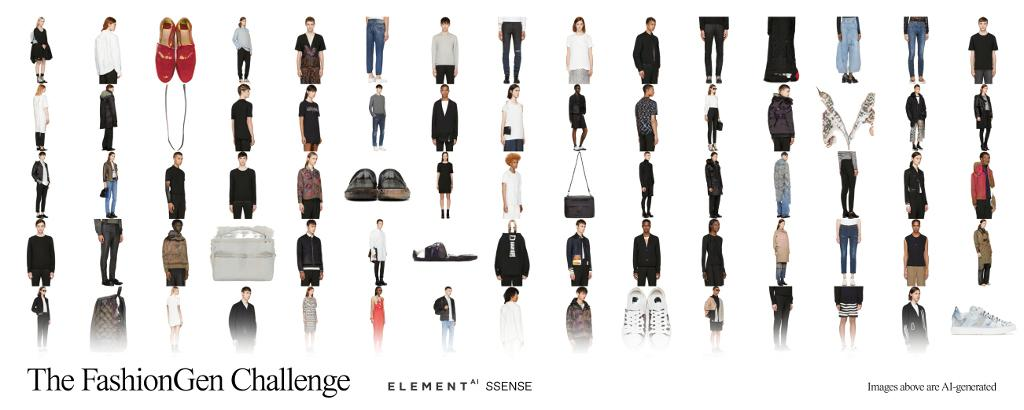 The FashionGen Challenge
ELEMENT AI SSENSE
Images above are AI-generated